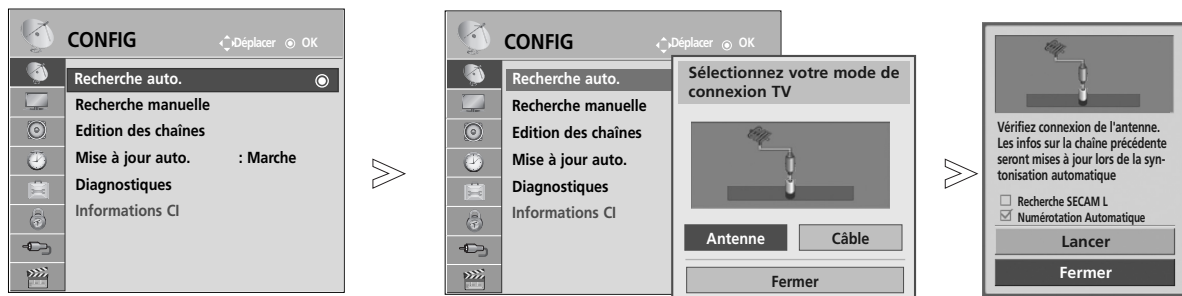 CONFIG
Déplacer OK
Recherche auto.
Recherche manuelle
Edition des chaînes
Mise à jour auto. : Marche
Diagnostiques
Informations CI
CONFIG
Déplacer OK
Recherche auto.
Recherche manuelle
Edition des chaînes
Mise à jour auto.
Diagnostiques
Informations CI
Sélectionnez votre mode de
connexion TV
Antenne Câble
Fermer
Vérifiez connexion de l'antenne.
Les infos sur la chaîne précédente
seront mises à jour lors de la syn-
tonisation automatique
Recherche SECAM L
Numérotation Automatique
Lancer
Fermer